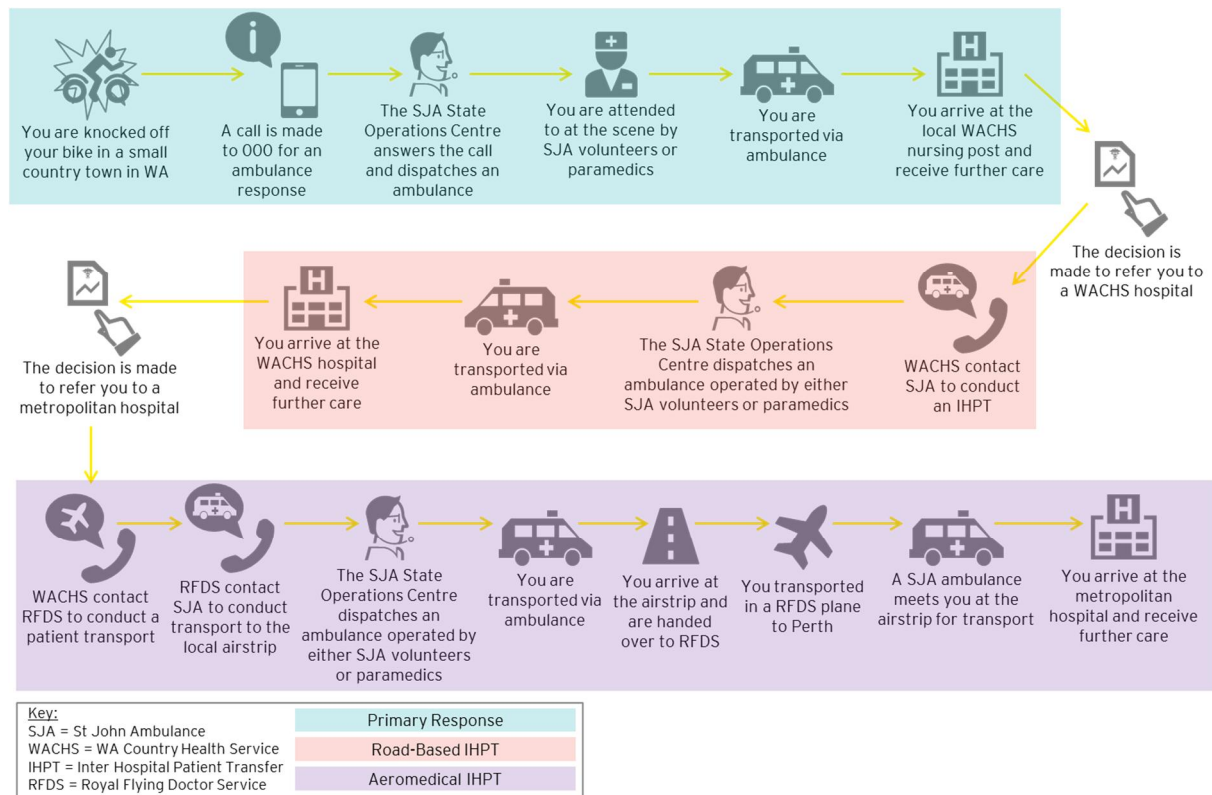 You are knocked off
your bike in a small
country town in WA
A call is made
to 000 for an
ambulance
response
The SJA State
Operations Centre
answers the call
and dispatches an
ambulance
You are attended
to at the scene by
SJA volunteers or
paramedics
You are
transported via
ambulance
You arrive at the
local WACHS
nursing post and
receive further care
The decision is
made to refer you to
a WACHS hospital
WACHS contact
SJA to conduct
an IHPT
The SJA State Operations
Centre dispatches an
ambulance operated by either
SJA volunteers or paramedics
You are
transported via
ambulance
You arrive at the
WACHS hospital
and receive
further care
The decision is made
to refer you to a
metropolitan hospital
WACHS contact
RFDS to conduct a
patient transport
RFDS contact
SJA to conduct
transport to the
local airstrip
The SJA State
Operations Centre
dispatches an
ambulance operated by
either SJA volunteers
or paramedics
You are
transported via
ambulance
You arrive at
the airstrip and
are handed
over to RFDS
You transported
in a RFDS plane
to Perth
A SJA ambulance
meets you at the
airstrip for transport
You arrive at the
metropolitan
hospital and receive
further care
Key:
SJA = St John Ambulance
WACHS = WA Country Health Service
IHPT = Inter Hospital Patient Transfer
RFDS = Royal Flying Doctor Service
Primary Response
Road-Based IHPT
Aeromedical IHPT